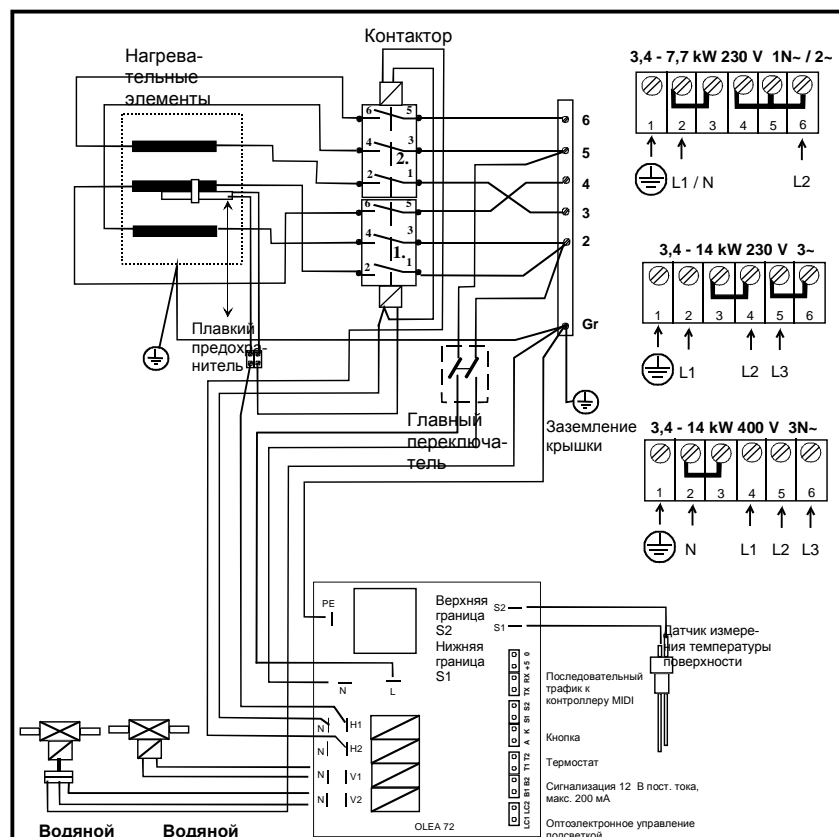 Контактор
Нагрева-
тельные
элементы
6
5
4
3
2.
2
1
6
5
4
3
1.
2
1
6
5
4
3
2
Gr
Плавкий
предохра-
нитель
Главный
переключа-
тель
Заземление
крышки
3,4 - 7,7 kW 230 V 1N~ / 2~
1 2 3 4 5 6
L1 / N L2
3,4 - 14 kW 230 V 3~
1 2 3 4 5 6
L1 L2 L3
3,4 - 14 kW 400 V 3N~
1 2 3 4 5 6
N L1 L2 L3
PE
Верхняя
граница
S2
Нижняя
граница
S1
S2
S1
Датчик измере-
ния температуры
поверхности
N L
TX RX +5 0
Последовательный
трафик к
контроллеру MIDI
A K S1 S2
Кнопка
T1 T2
Термостат
B1 B2
Сигнализация 12 В пост. тока,
макс. 200 мА
LC1 LC2
Оптоэлектронное управление
подсветкой
N H1
N H2
N V1
N V2
OLEA 72
Водяной Водяной